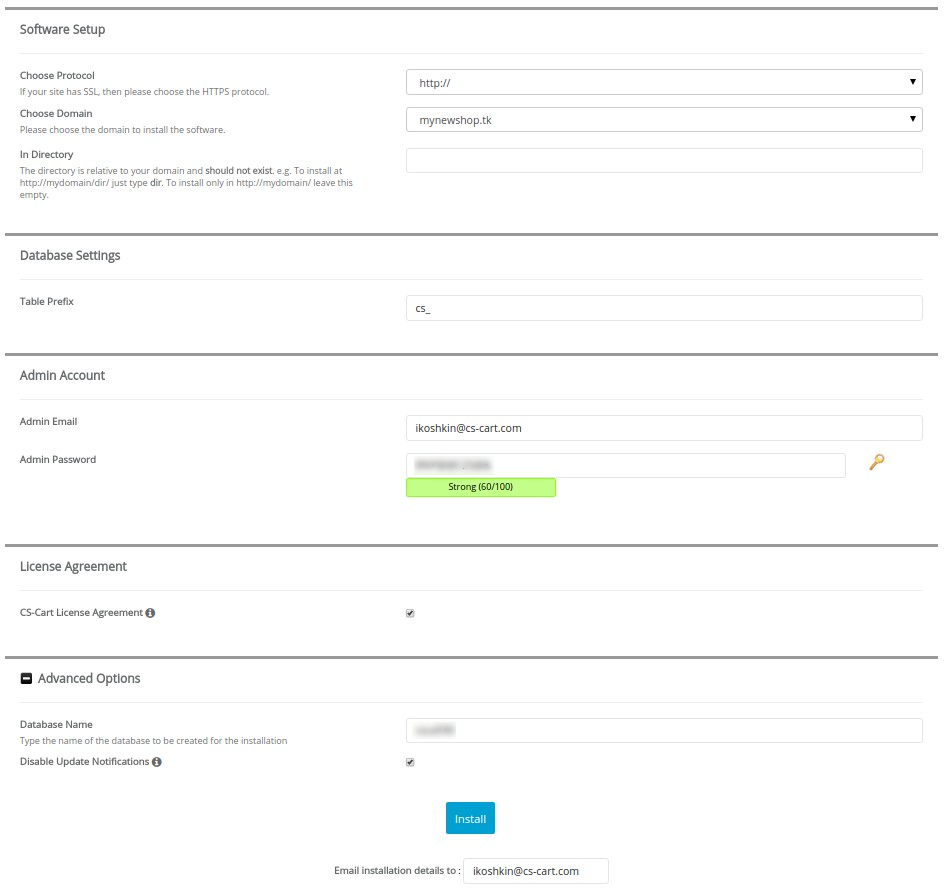 Software Setup
Choose Protocol
If your site has SSL, then please choose the HTTPS protocol.
http://
Choose Domain
Please choose the domain to install the software.
mynewshop.tk
In Directory
The directory is relative to your domain and should not exist. e.g. To install at
http://mydomain/dir/ just type dir. To install only in http://mydomain/ leave this
empty.
Database Settings
Table Prefix
cs_
Admin Account
Admin Email
ikoshkin@cs-cart.com
Admin Password
Strong (60/100)
License Agreement
CS-Cart License Agreement
Advanced Options
Database Name
Type the name of the database to be created for the installation
Disable Update Notifications
Install
Email installation details to :
ikoshkin@cs-cart.com